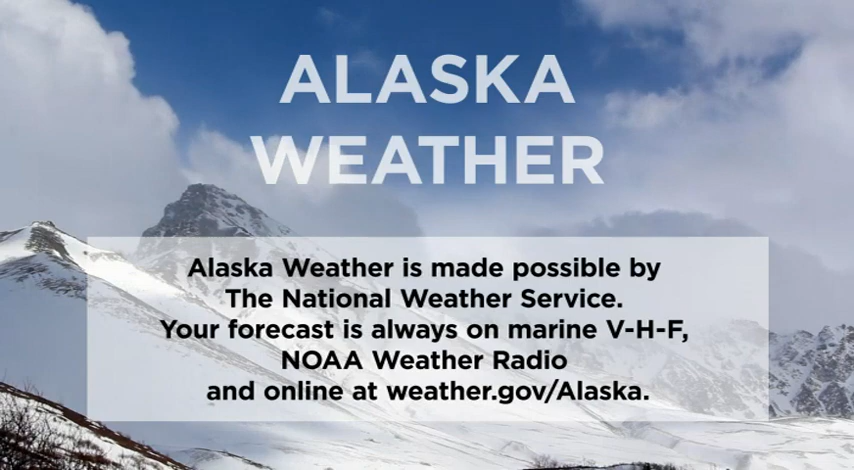 ALASKA
WEATHER
Alaska Weather is made possible by
The National Weather Service.
Your forecast is always on marine V-H-F,
NOAA Weather Radio
and online at weather.gov/Alaska.